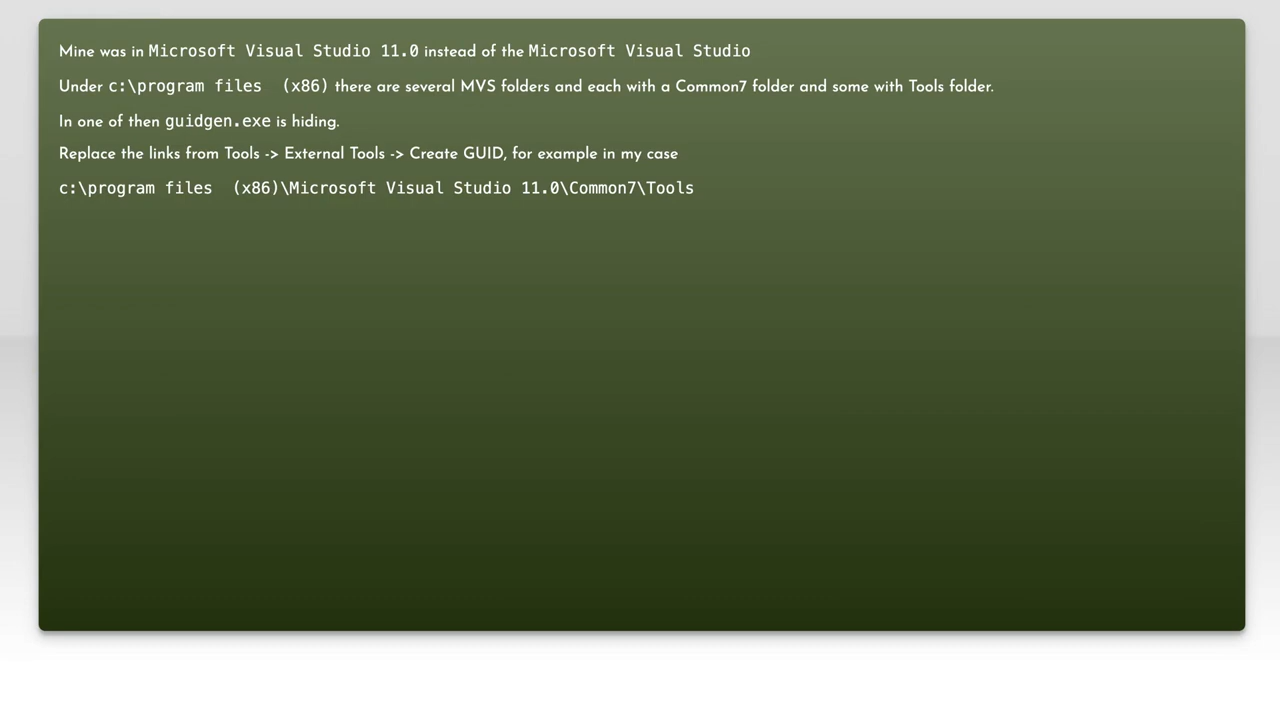 Mine was in Microsoft Visual Studio 11.0 instead of the Microsoft Visual Studio
Under c:\program files  (x86) there are several MVS folders and each with a Common7 folder and some with Tools folder.
In one of then guidgen.exe is hiding.
Replace the links from Tools -> External Tools -> Create GUID, for example in my case
c:\program files  (x86)\Microsoft Visual Studio 11.0\Common7\Tools